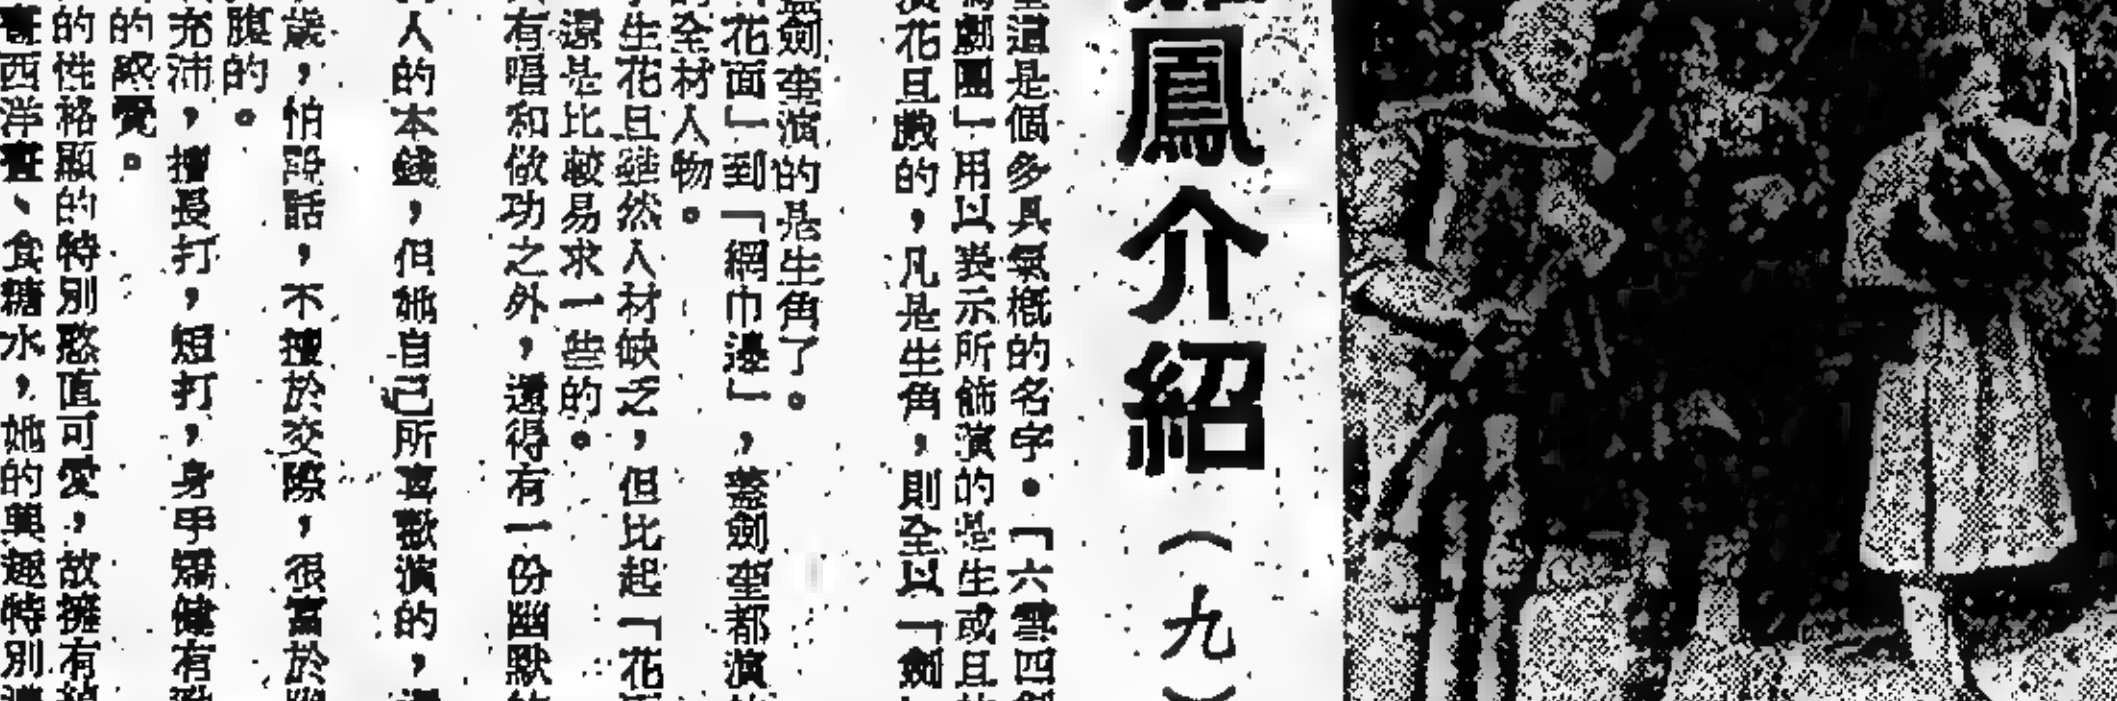 鳳介紹(九)
這是個多具氣概的名字。「六雲四劍
劇團」用以表示所飾演的是生或旦
花旦戲的,凡是生角,則全以「劍
劍奎演的是生角了。
花面」到「網巾邊」,蓋劍奎都演
全材人物。
生花旦雖然人材缺乏,但比起「花
還是比較易求一些的。
有唱和做功之外,還得有一份幽默
人的本錢,但她自己所喜歡演的,還
歲,怕說話,不擅於交際,很富於
腹的。
充沛,擅長打,短打,身手矯健有
的感覺。
的性格顯的特別憨直可愛,故擁有
看西洋畫、食糖水,她的興趣特別